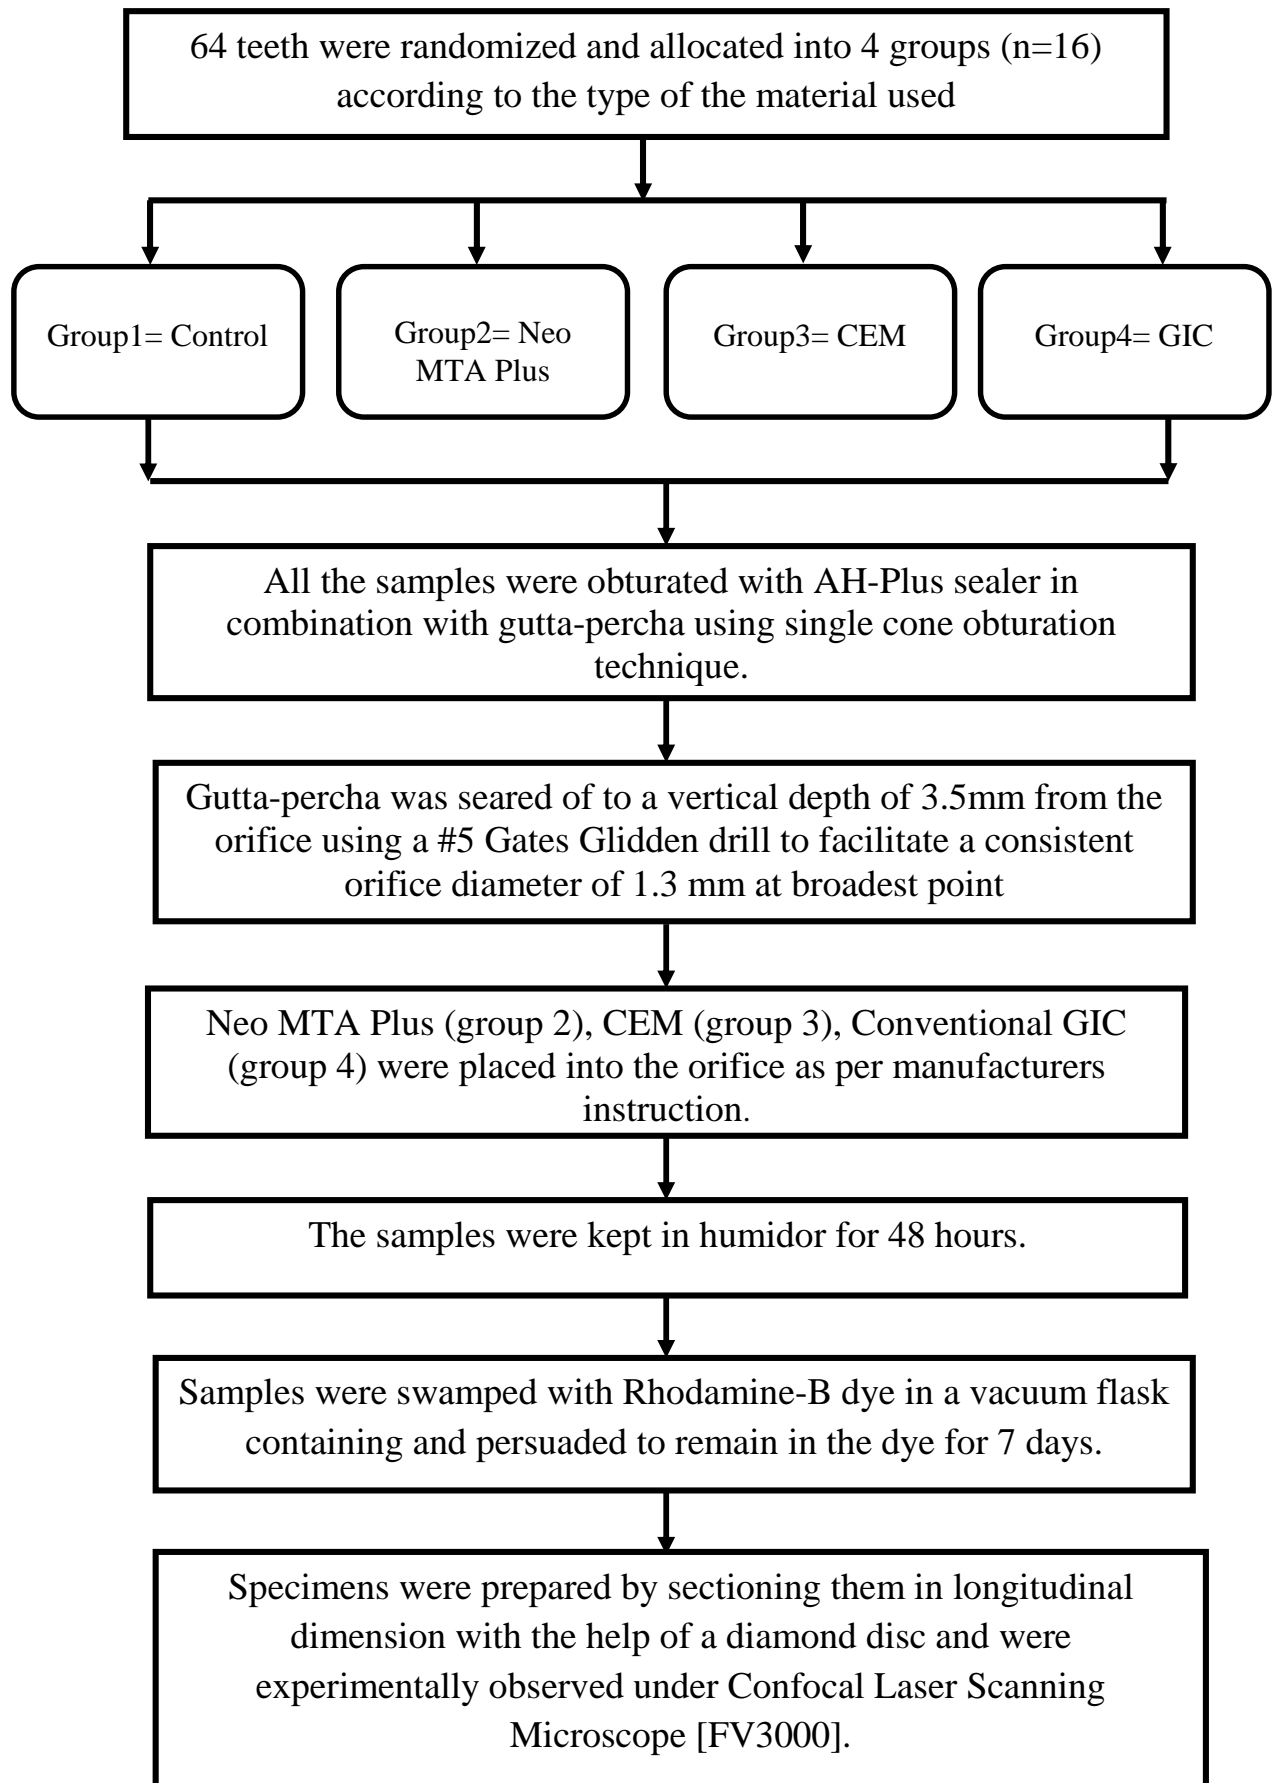 64 teeth were randomized and allocated into 4 groups (n=16)
according to the type of the material used
Group1= Control
Group2= Neo
MTA Plus
Group3= CEM
Group4= GIC
All the samples were obturated with AH-Plus sealer in
combination with gutta-percha using single cone obturation
technique.
Gutta-percha was seared of to a vertical depth of 3.5mm from the
orifice using a #5 Gates Glidden drill to facilitate a consistent
orifice diameter of 1.3 mm at broadest point
Neo MTA Plus (group 2), CEM (group 3), Conventional GIC
(group 4) were placed into the orifice as per manufacturers
instruction.
The samples were kept in humidor for 48 hours.
Samples were swamped with Rhodamine-B dye in a vacuum flask
containing and persuaded to remain in the dye for 7 days.
Specimens were prepared by sectioning them in longitudinal
dimension with the help of a diamond disc and were
experimentally observed under Confocal Laser Scanning
Microscope [FV3000].